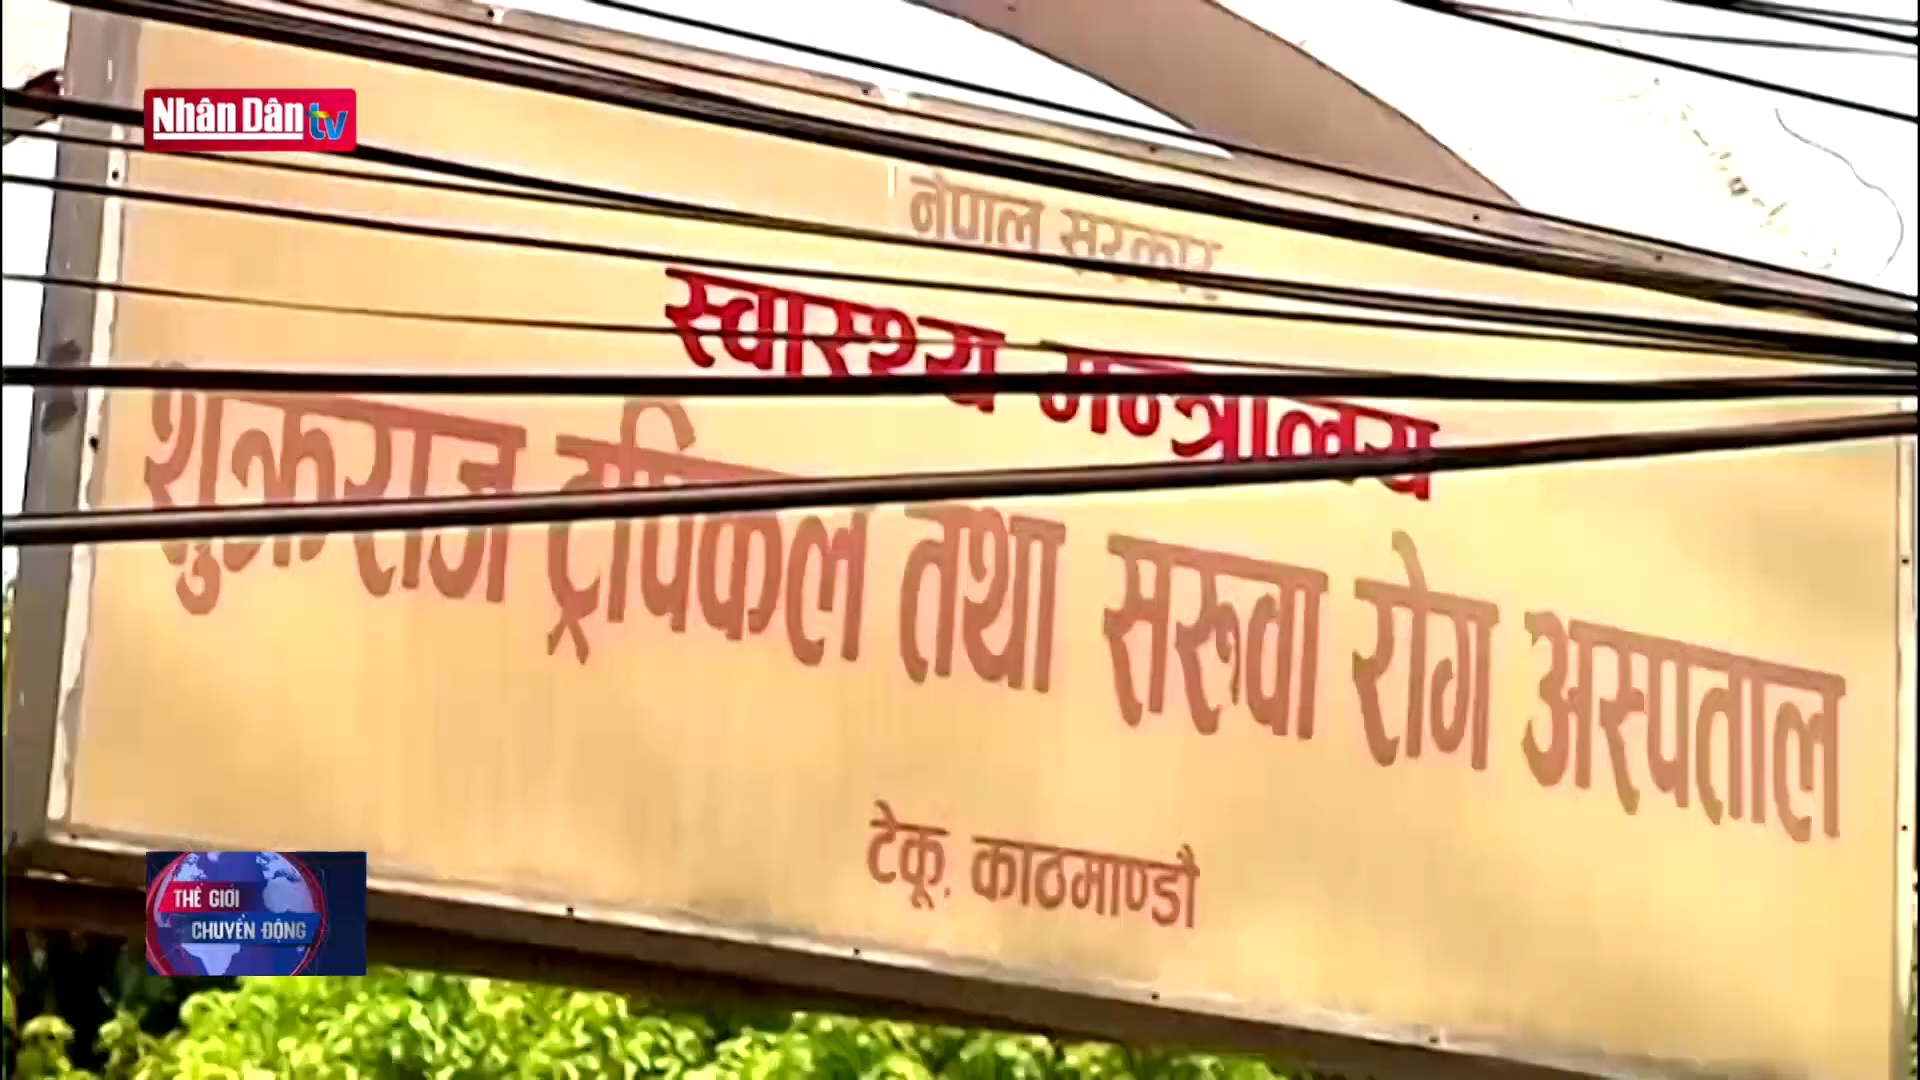 Nhân Dân tv
नेपाल सरकार
स्वास्थ्य मन्त्रालय
शुक्रराज ट्रपिकल तथा सरूवा रोग अस्पताल
टेकू, काठमाण्डौ
THẾ GIỚI
CHUYỂN ĐỘNG